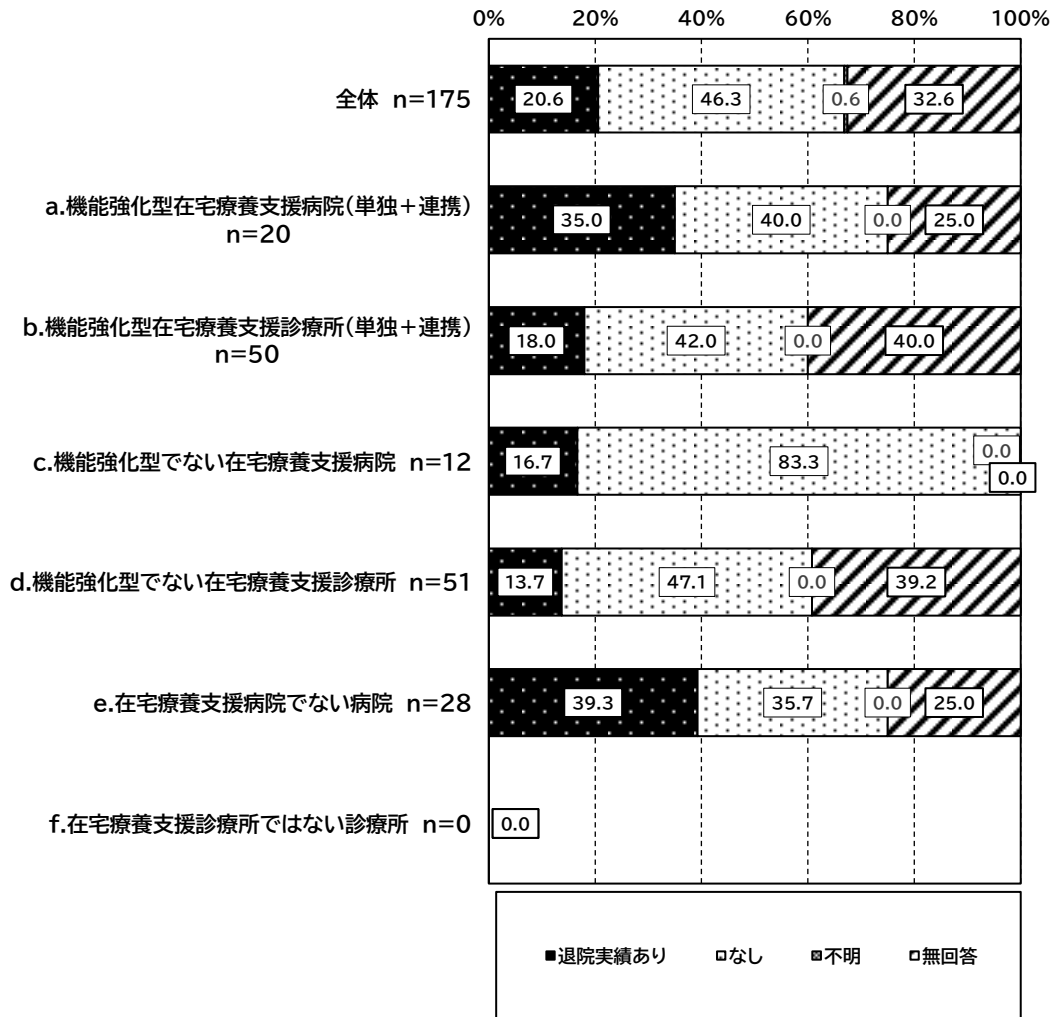 0% 20% 40% 60% 80% 100%
全体 n=175
20.6 46.3 0.6 32.6
a.機能強化型在宅療養支援病院(単独＋連携)
n=20
35.0 40.0 0.0 25.0
b.機能強化型在宅療養支援診療所(単独＋連携)
n=50
18.0 42.0 0.0 40.0
c.機能強化型でない在宅療養支援病院 n=12
16.7 83.3 0.0
0.0
d.機能強化型でない在宅療養支援診療所 n=51
13.7 47.1 0.0 39.2
e.在宅療養支援病院でない病院 n=28
39.3 35.7 0.0 25.0
f.在宅療養支援診療所ではない診療所 n=0
0.0
退院実績あり なし 不明 無回答